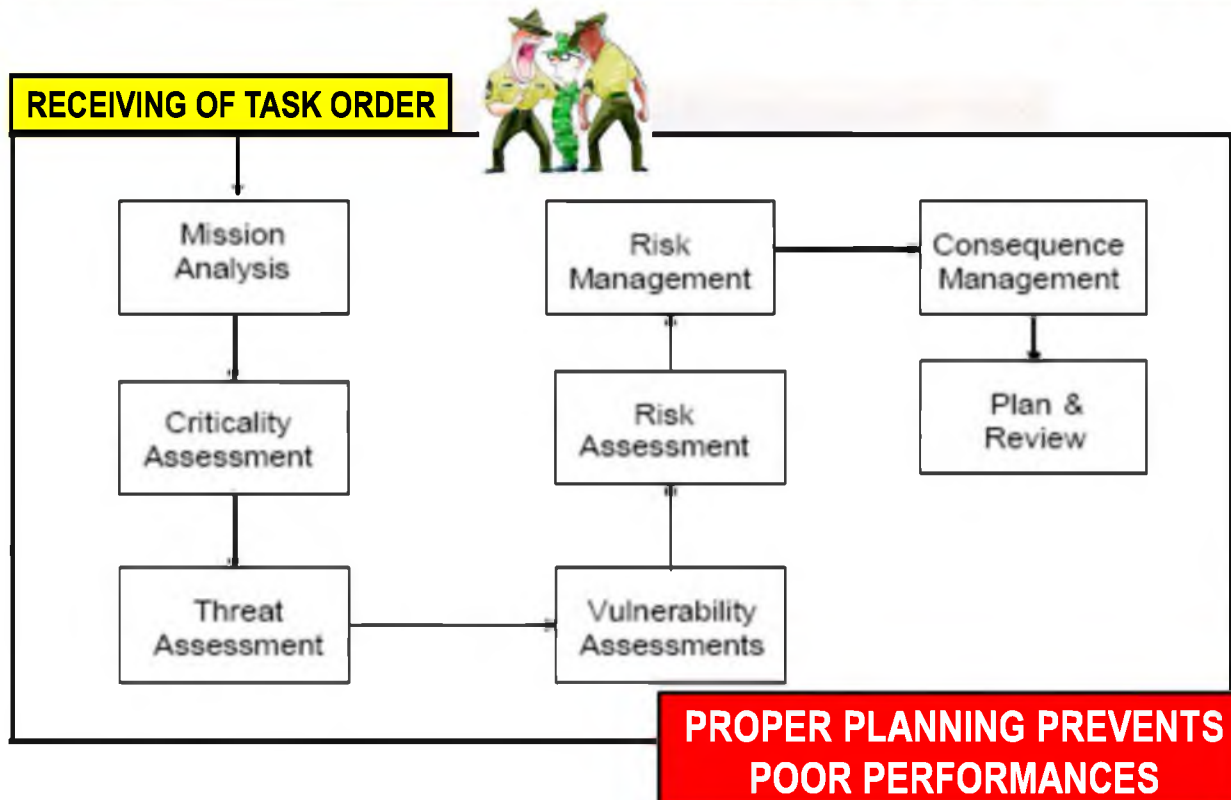 RECEIVING OF TASK ORDER
Mission
Analysis
Criticality
Assessment
Threat
Assessment
Vulnerability
Assessments
Risk
Assessment
Risk
Management
Consequence
Management
Plan &
Review
PROPER PLANNING PREVENTS
POOR PERFORMANCES